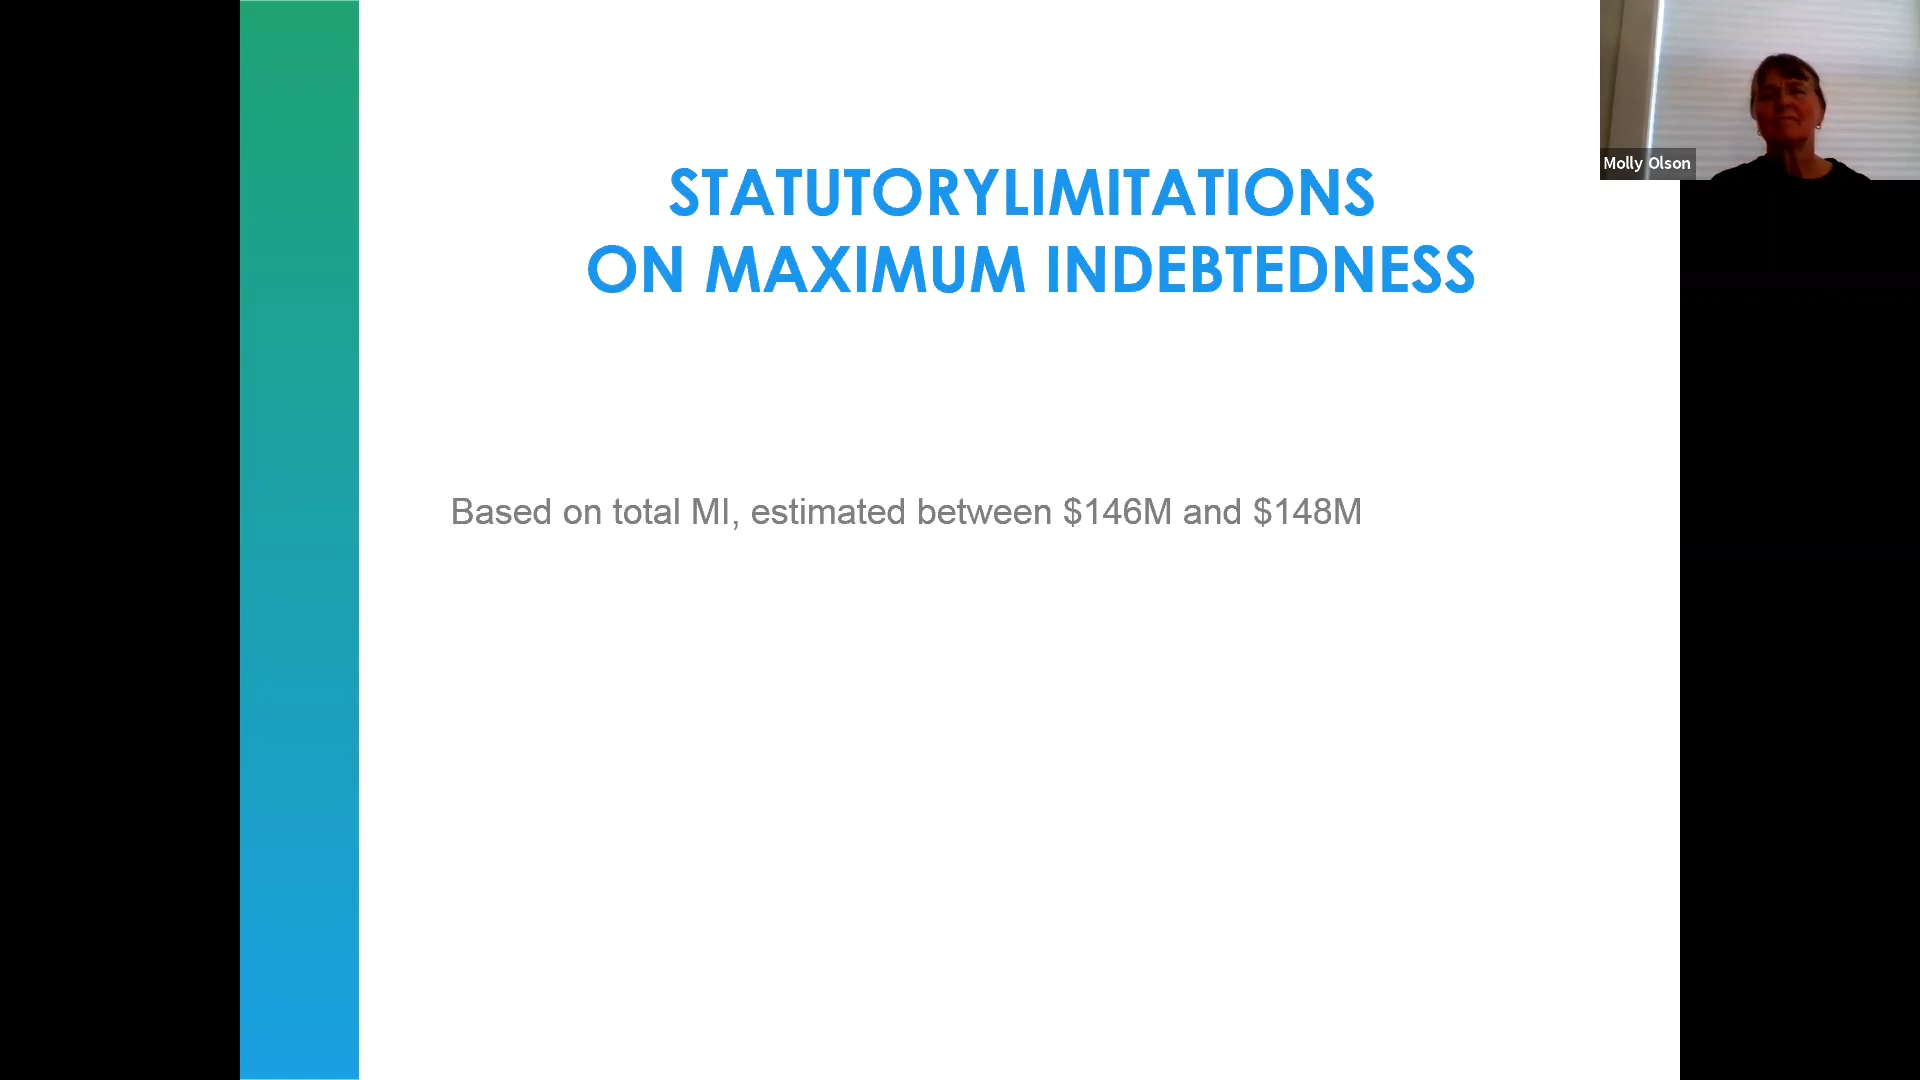 STATUTORYLIMITATIONS
ON MAXIMUM INDEBTEDNESS
Based on total MI, estimated between $146M and $148M
Molly Olson